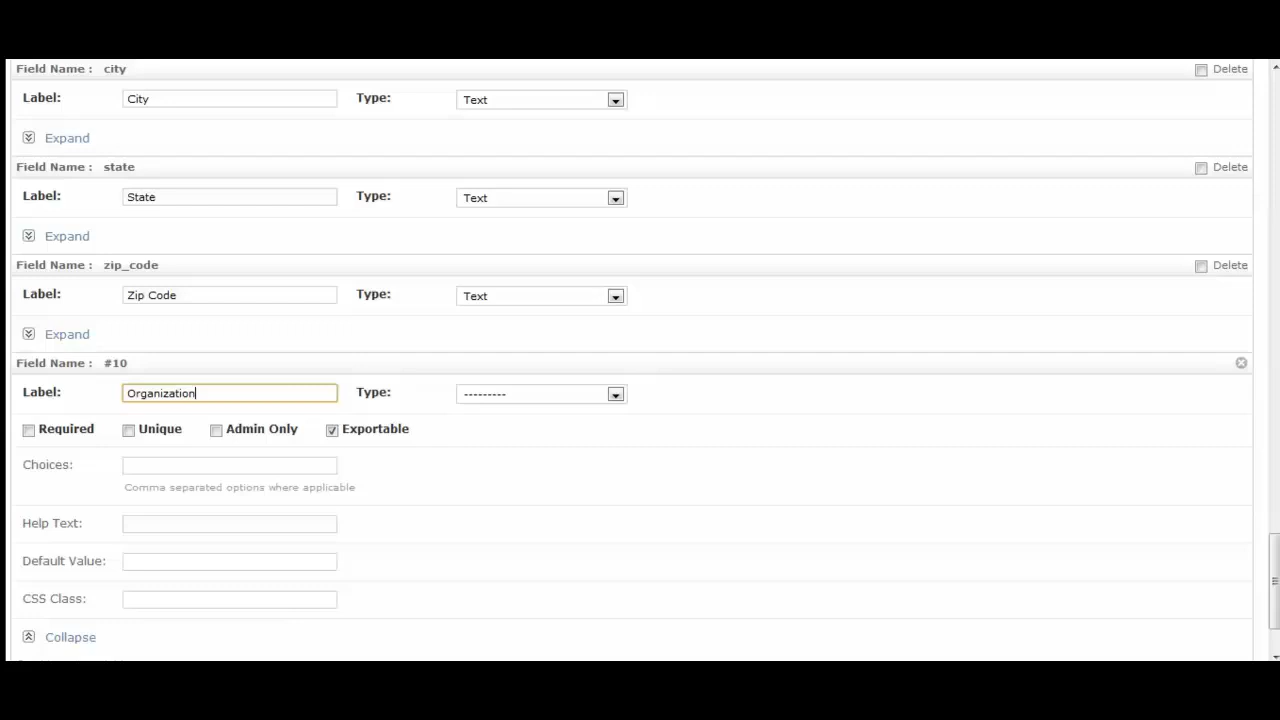 Field Name : city Delete
Label: City Type: Text
Expand
Field Name : state Delete
Label: State Type: Text
Expand
Field Name : zip_code Delete
Label: Zip Code Type: Text
Expand
Field Name : #10
Label: Organization Type: ---------
Required Unique Admin Only Exportable
Choices:
Comma separated options where applicable
Help Text:
Default Value:
CSS Class:
Collapse